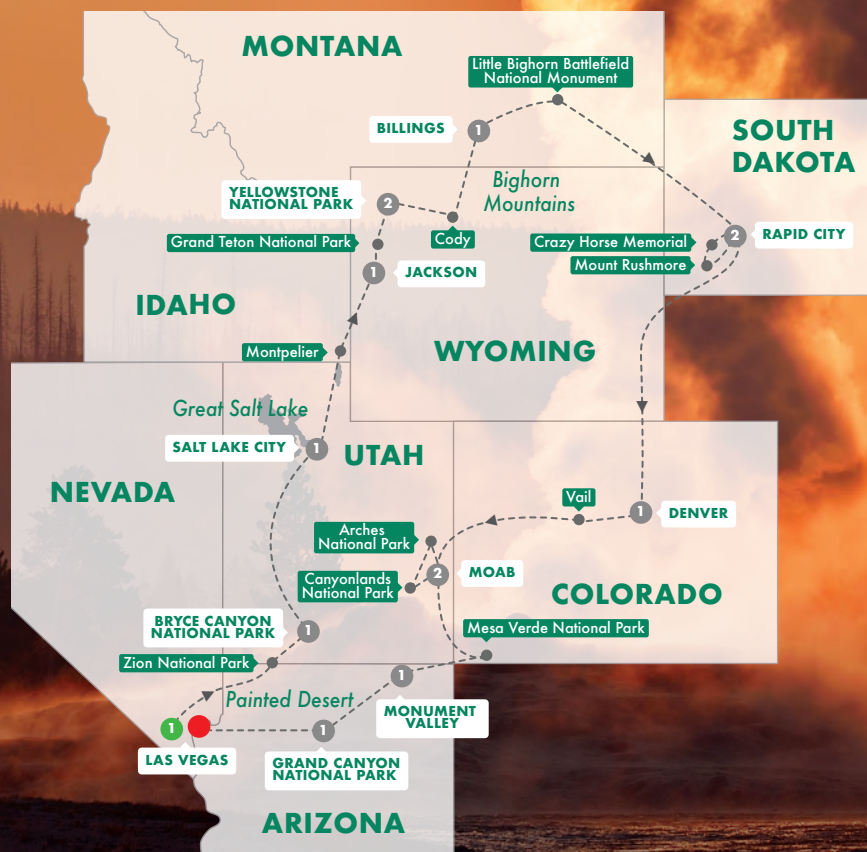 MONTANA
Little Bighorn Battlefield
National Monument
BILLINGS
1
SOUTH
DAKOTA
Bighorn
Mountains
YELLOWSTONE
NATIONAL PARK
2
Cody
Grand Teton National Park
1
JACKSON
Crazy Horse Memorial
2
RAPID CITY
Mount Rushmore
IDAHO
Montpelier
WYOMING
Great Salt Lake
SALT LAKE CITY
1
UTAH
NEVADA
Vail
1
DENVER
Arches
National Park
2
MOAB
Canyonlands
National Park
COLORADO
BRYCE CANYON
NATIONAL PARK
1
Mesa Verde National Park
Zion National Park
1
Painted Desert
MONUMENT
VALLEY
1
LAS VEGAS
1
GRAND CANYON
NATIONAL PARK
ARIZONA